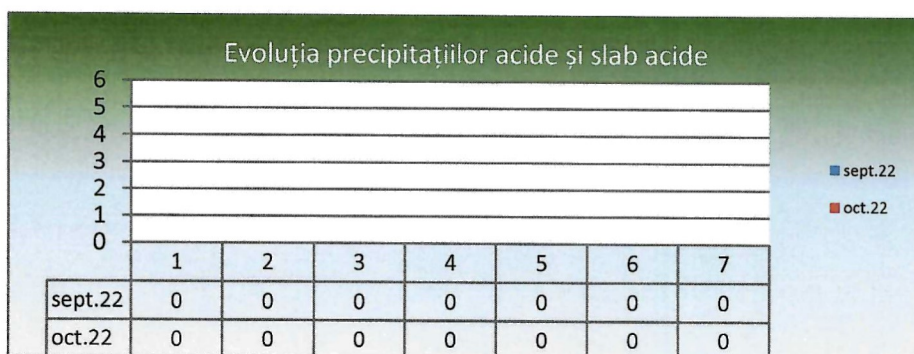 Evoluția precipitațiilor acide și slab acide
6
5
4
3
2
1
0
sept.22
oct.22
1 2 3 4 5 6 7
sept.22 0 0 0 0 0 0 0
oct.22 0 0 0 0 0 0 0